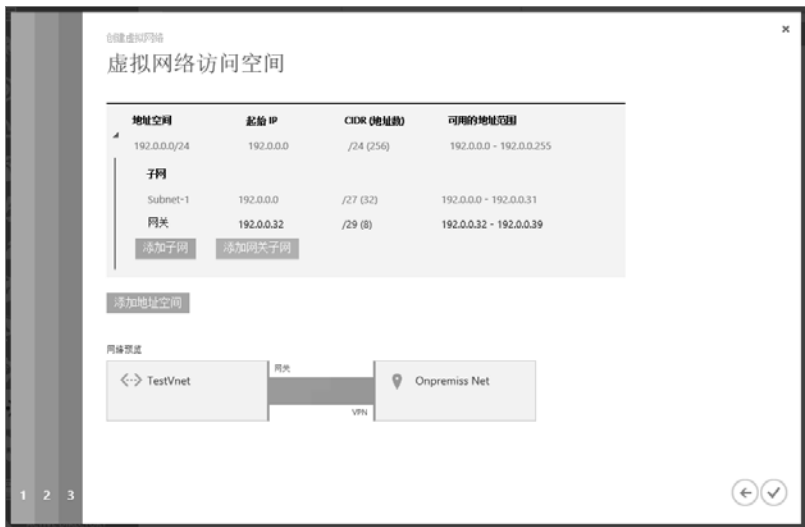 创建虚拟网络
虚拟网络访问空间
地址空间 起始 IP CIDR (地址数) 可用的地址范围
192.0.0.0/24 192.0.0.0 /24 (256) 192.0.0.0 - 192.0.0.255
子网
Subnet-1 192.0.0.0 /27 (32) 192.0.0.0 - 192.0.0.31
网关 192.0.0.32 /29 (8) 192.0.0.32 - 192.0.0.39
添加子网 添加网关子网
添加地址空间
网络预览
TestVnet 网关 VPN Onpremiss Net
1 2 3